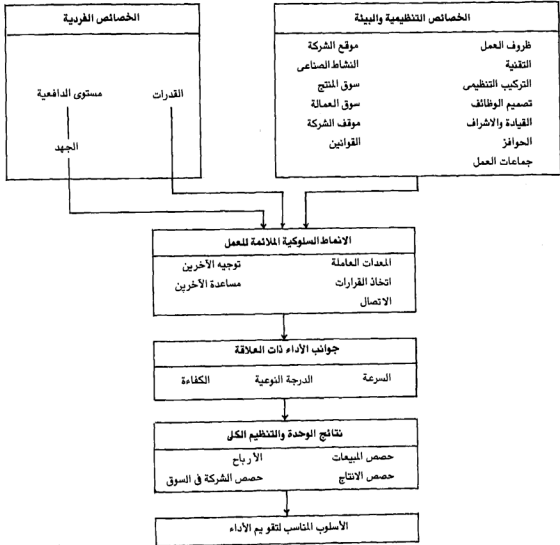 الخصائص التنظيمية والبيئة
ظروف العمل موقع الشركة
التقنية النشاط الصناعى
التركيب التنظيمى سوق المنتج
تصميم الوظائف سوق العمالة
القيادة والاشراف موقف الشركة
الحوافز القوانين
جماعات العمل
الخصائص الفردية
القدرات مستوى الدافعية
الجهد
الانماط السلوكية الملائمة للعمل
المعدات العاملة توجيه الآخرين
اتخاذ القرارات مساعدة الآخرين
الاتصال
جوانب الأداء ذات العلاقة
السرعة الدرجة النوعية الكفاءة
نتائج الوحدة والتنظيم الكلى
حصص المبيعات الأرباح
حصص الانتاج حصص الشركة فى السوق
الأسلوب المناسب لتقويم الأداء